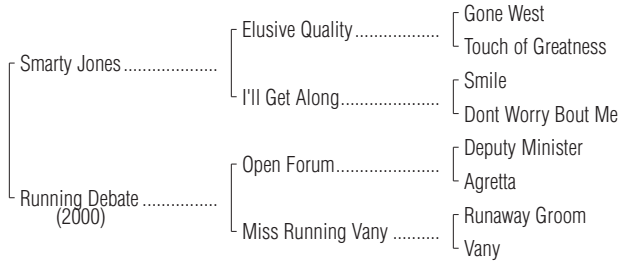 Gone West
Elusive Quality..................
Touch of Greatness
Smarty Jones....................
Smile
I'll Get Along.....................
Dont Worry Bout Me
Deputy Minister
Open Forum......................
Agretta
Running Debate ................
(2000)
Runaway Groom
Miss Running Vany ..........
Vany